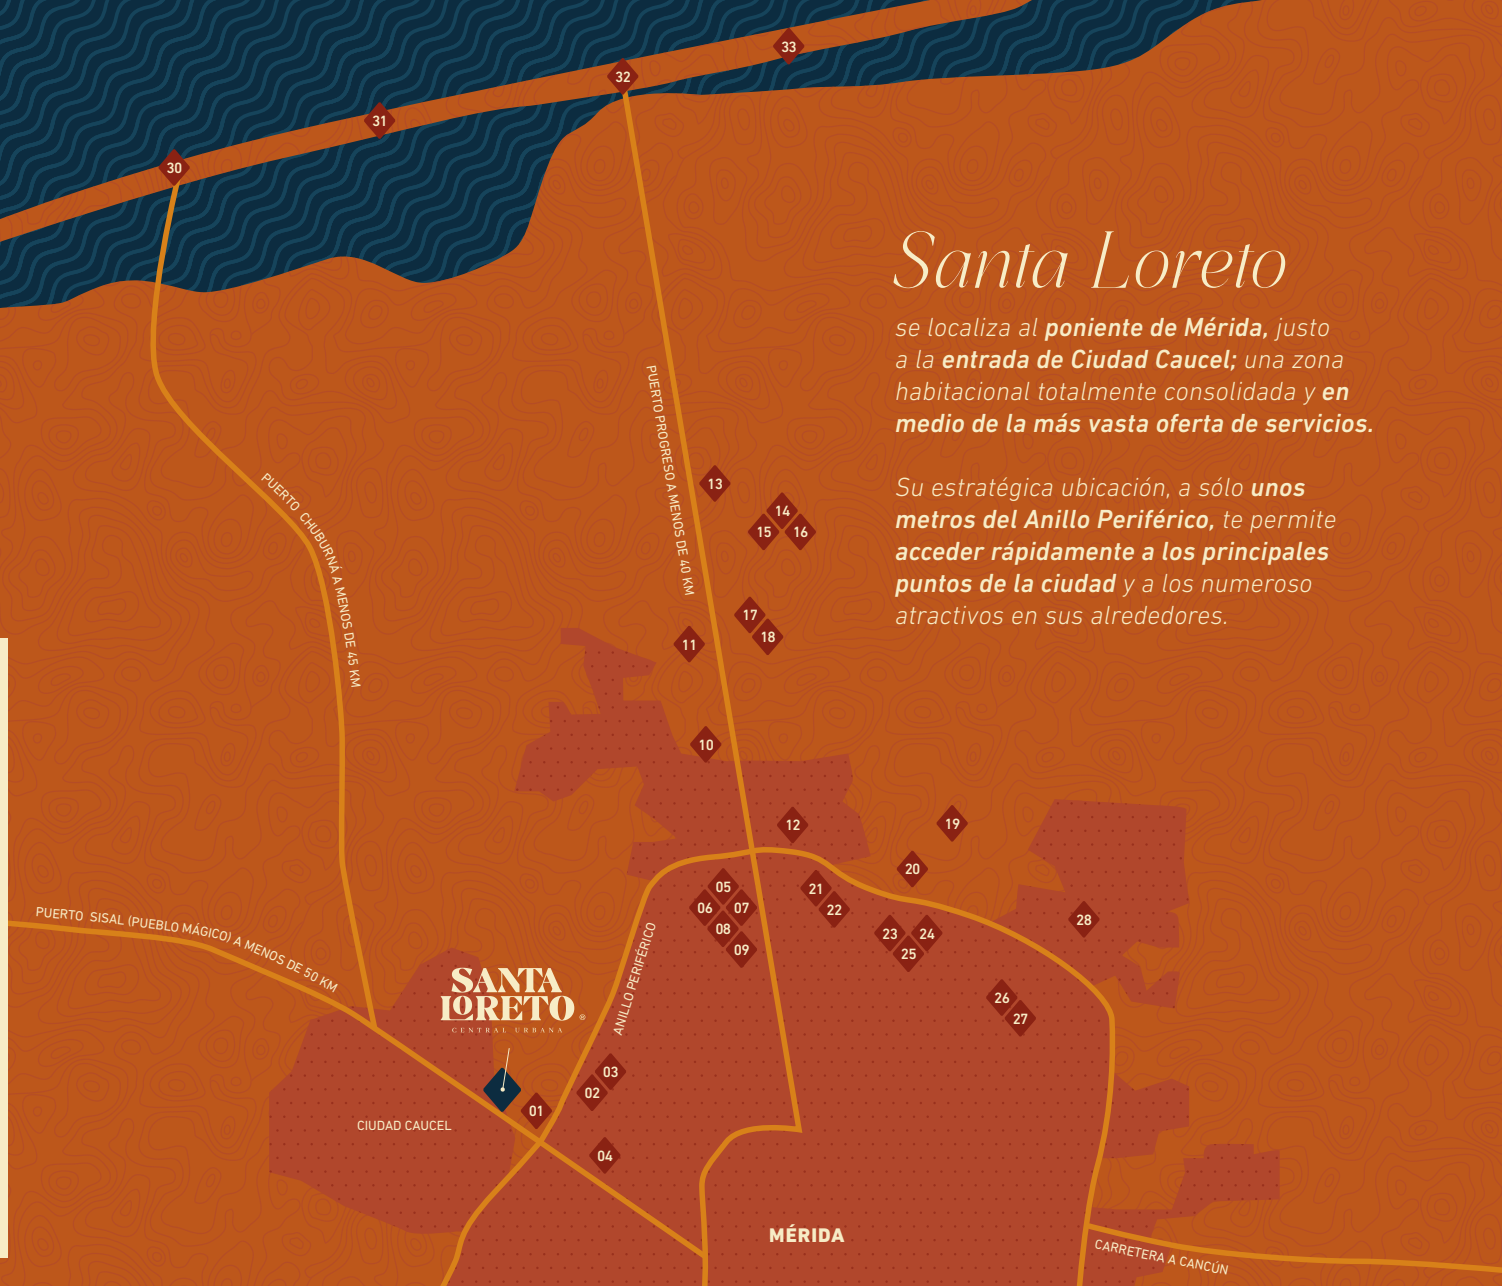 33
32
31
30
Santa Loreto
se localiza al poniente de Mérida, justo
a la entrada de Ciudad Caucel; una zona
habitacional totalmente consolidada y en
medio de la más vasta oferta de servicios.
Su estratégica ubicación, a sólo unos
metros del Anillo Periférico, te permite
acceder rápidamente a los principales
puntos de la ciudad y a los numeroso
atractivos en sus alrededores.
PUERTO PROGRESO A MENOS DE 40 KM
PUERTO CHUBURNÁ A MENOS DE 45 KM
13
14
15
16
17
18
11
10
12
19
20
21
22
05
06
07
08
09
23
24
25
28
26
27
PUERTO SISAL (PUEBLO MÁGICO) A MENOS DE 50 KM
ANILLO PERIFÉRICO
SANTA
LORETO ®
CENTRAL URBANA
03
02
01
CIUDAD CAUCEL
04
MÉRIDA
CARRETERA A CANCÚN